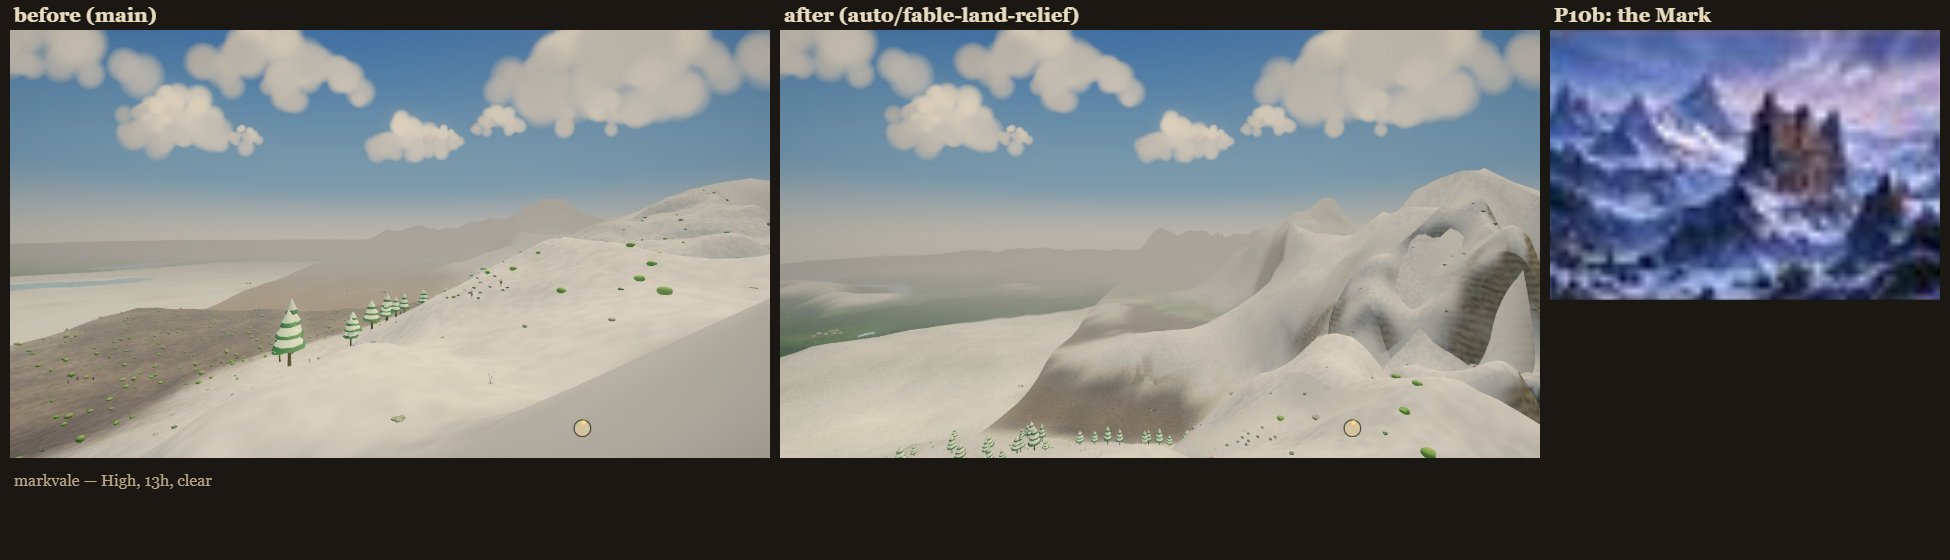 before (main)
after (auto/fable-land-relief)
P10b: the Mark
markvale — High, 13h, clear